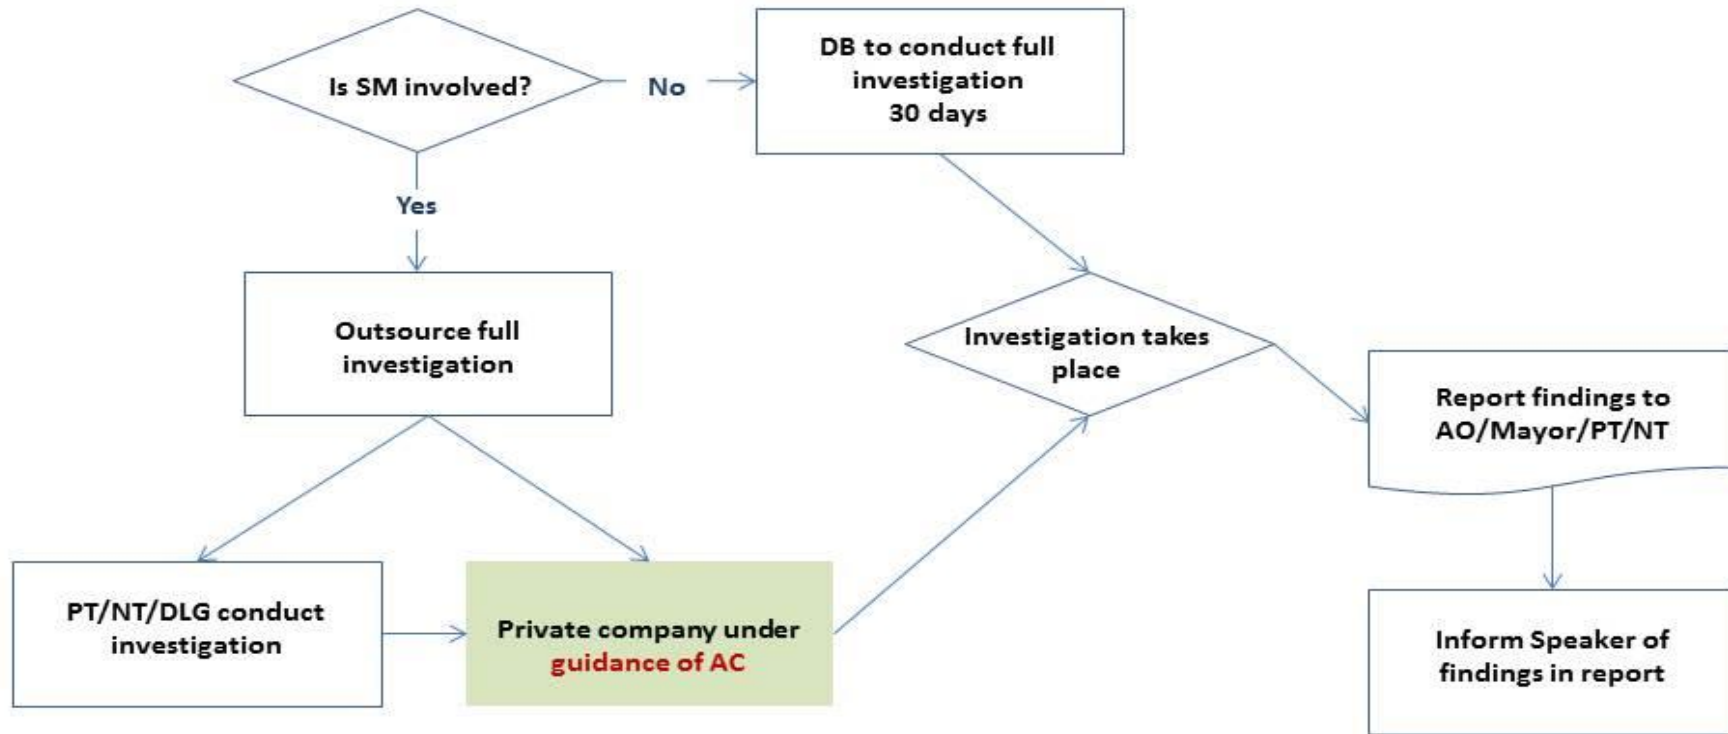 Is SM involved?
No
DB to conduct full
investigation
30 days
Yes
Outsource full
investigation
Investigation takes
place
Report findings to
AO/Mayor/PT/NT
PT/NT/DLG conduct
investigation
Private company under
guidance of AC
Inform Speaker of
findings in report